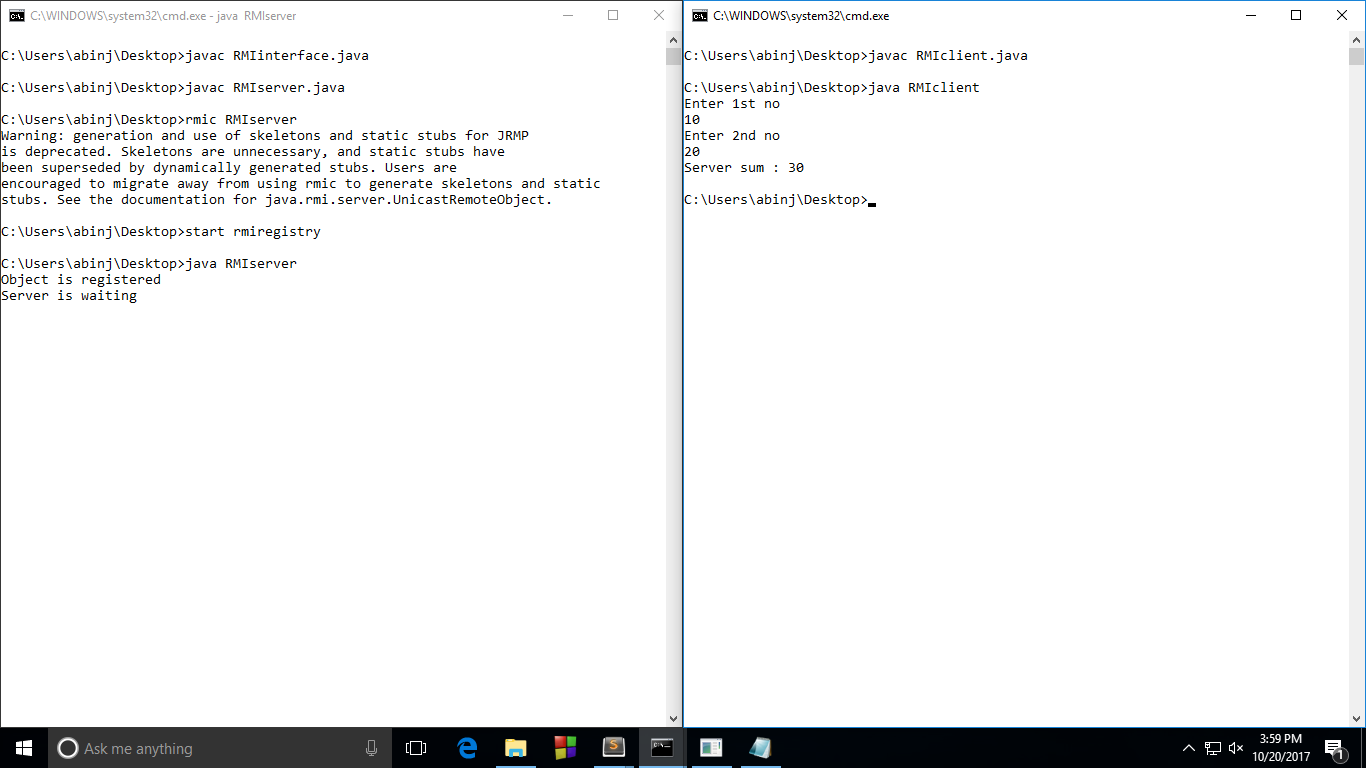 C:\WINDOWS\system32\cmd.exe - java  RMIserver
C:\Users\abinj\Desktop>javac RMIinterface.java
C:\Users\abinj\Desktop>javac RMIserver.java
C:\Users\abinj\Desktop>rmic RMIserver
Warning: generation and use of skeletons and static stubs for JRMP
is deprecated. Skeletons are unnecessary, and static stubs have
been superseded by dynamically generated stubs. Users are
encouraged to migrate away from using rmic to generate skeletons and static
stubs. See the documentation for java.rmi.server.UnicastRemoteObject.
C:\Users\abinj\Desktop>start rmiregistry
C:\Users\abinj\Desktop>java RMIserver
Object is registered
Server is waiting
C:\WINDOWS\system32\cmd.exe
C:\Users\abinj\Desktop>javac RMIclient.java
C:\Users\abinj\Desktop>java RMIclient
Enter 1st no
10
Enter 2nd no
20
Server sum : 30
C:\Users\abinj\Desktop>
Ask me anything
3:59 PM
10/20/2017
1